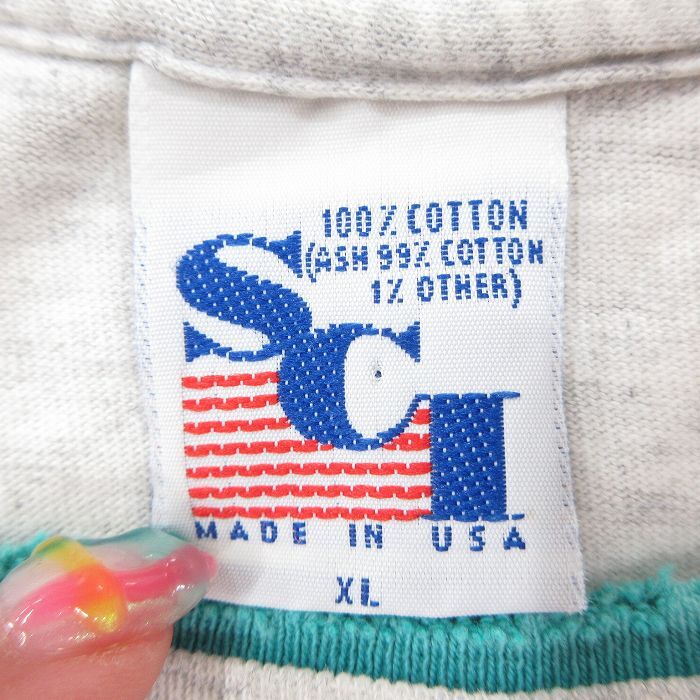 100% COTTON
(ASH 99% COTTON
1% OTHER)
SCI
MADE IN USA
XL